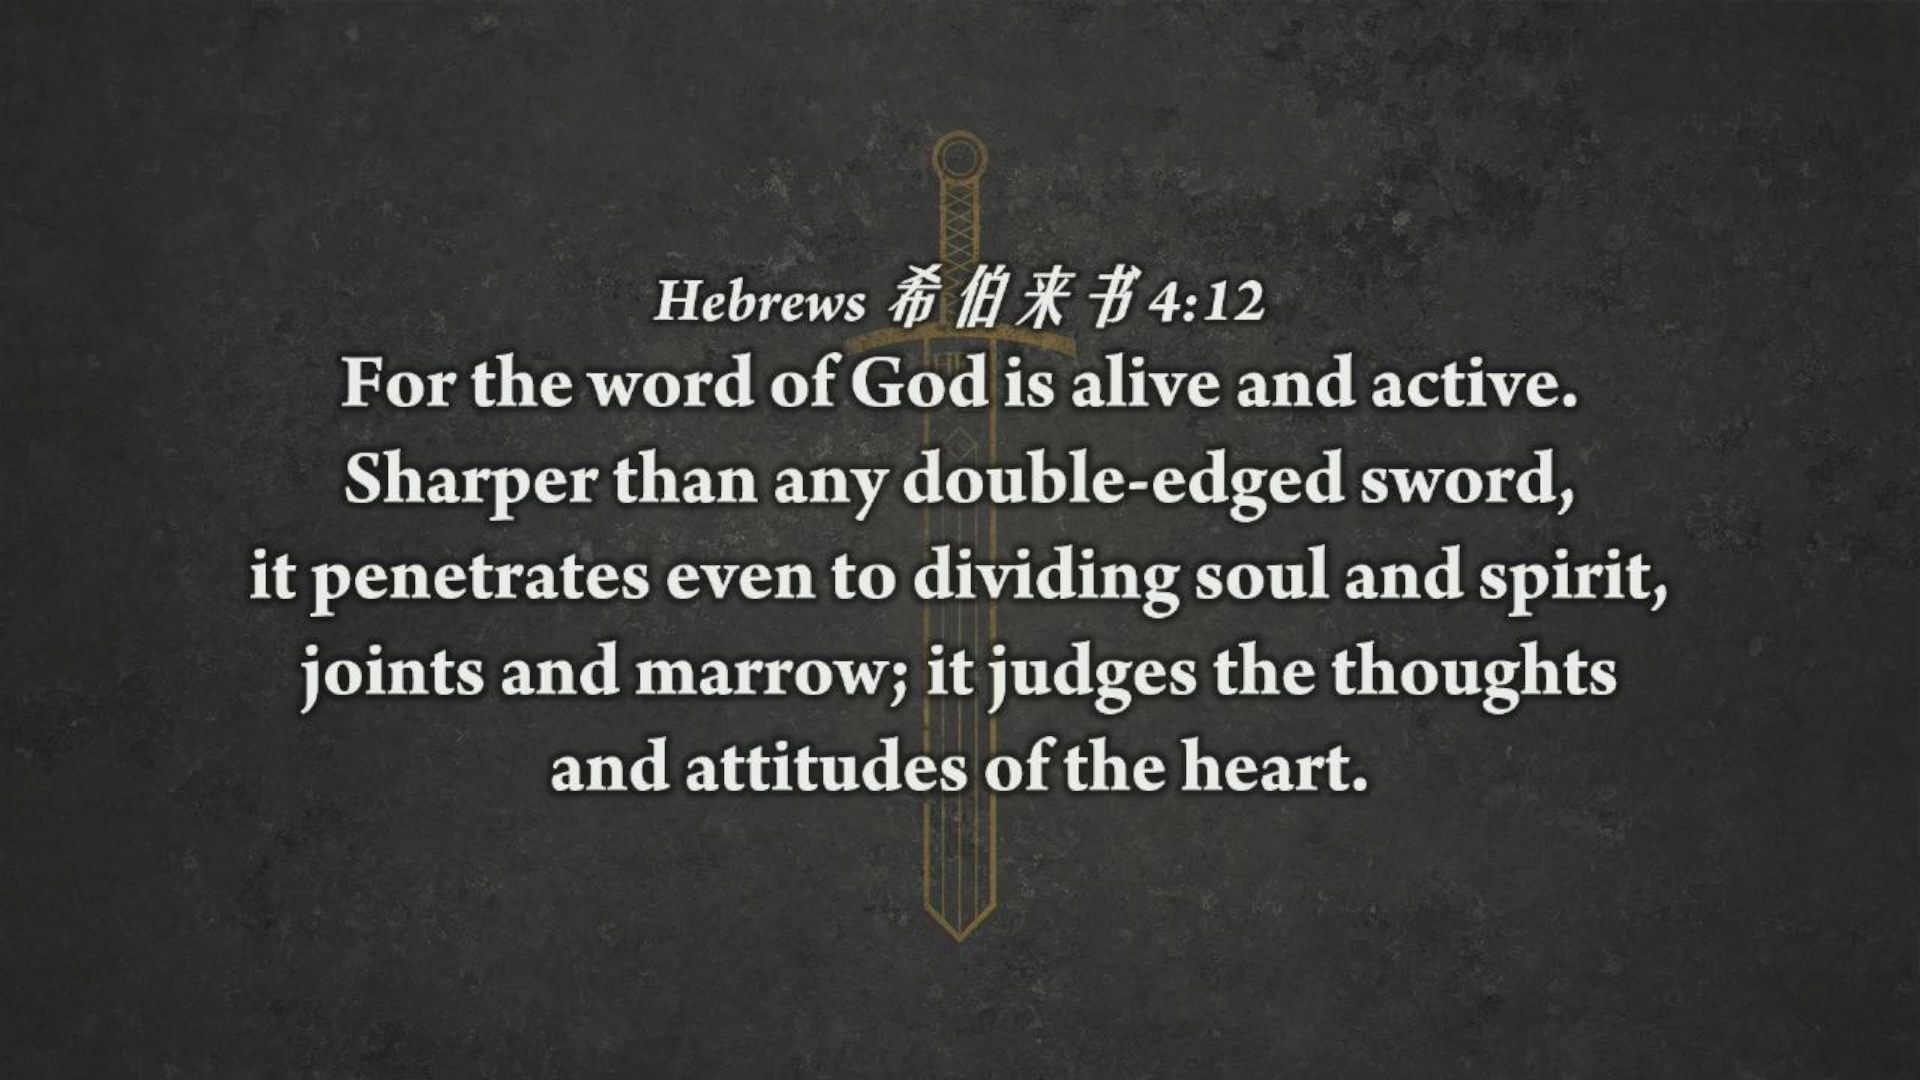 Hebrews 希伯来书 4:12
For the word of God is alive and active.
Sharper than any double-edged sword,
it penetrates even to dividing soul and spirit,
joints and marrow; it judges the thoughts
and attitudes of the heart.